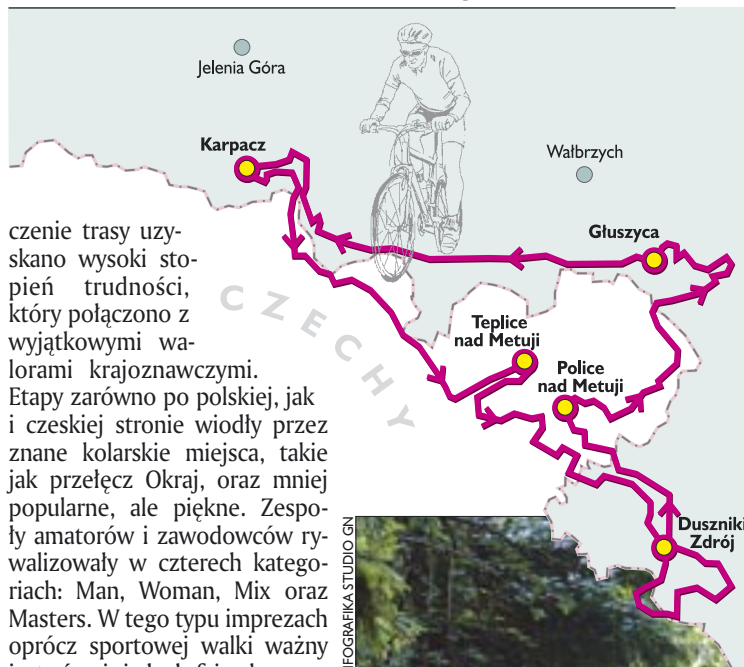 Jelenia Góra
Karpacz
Wałbrzych
Głuszyca
CZECHY
Teplice
nad Metuji
Police
nad Metuji
Duszniki
Zdrój
czenie trasy uzy-
skano wysoki sto-
pień trudności,
który połączono z
wyjątkowymi wa-
lorami krajoznawczymi.
Etapy zarówno po polskiej, jak
i czeskiej stronie wiodły przez
znane kolarskie miejsca, takie
jak przełęcz Okraj, oraz mniej
popularne, ale piękne. Zespo-
ły amatorów i zawodowców ry-
walizowały w czterech katego-
riach: Man, Woman, Mix oraz
Masters. W tego typu imprezach
oprócz sportowej walki ważny
STUDIO GN